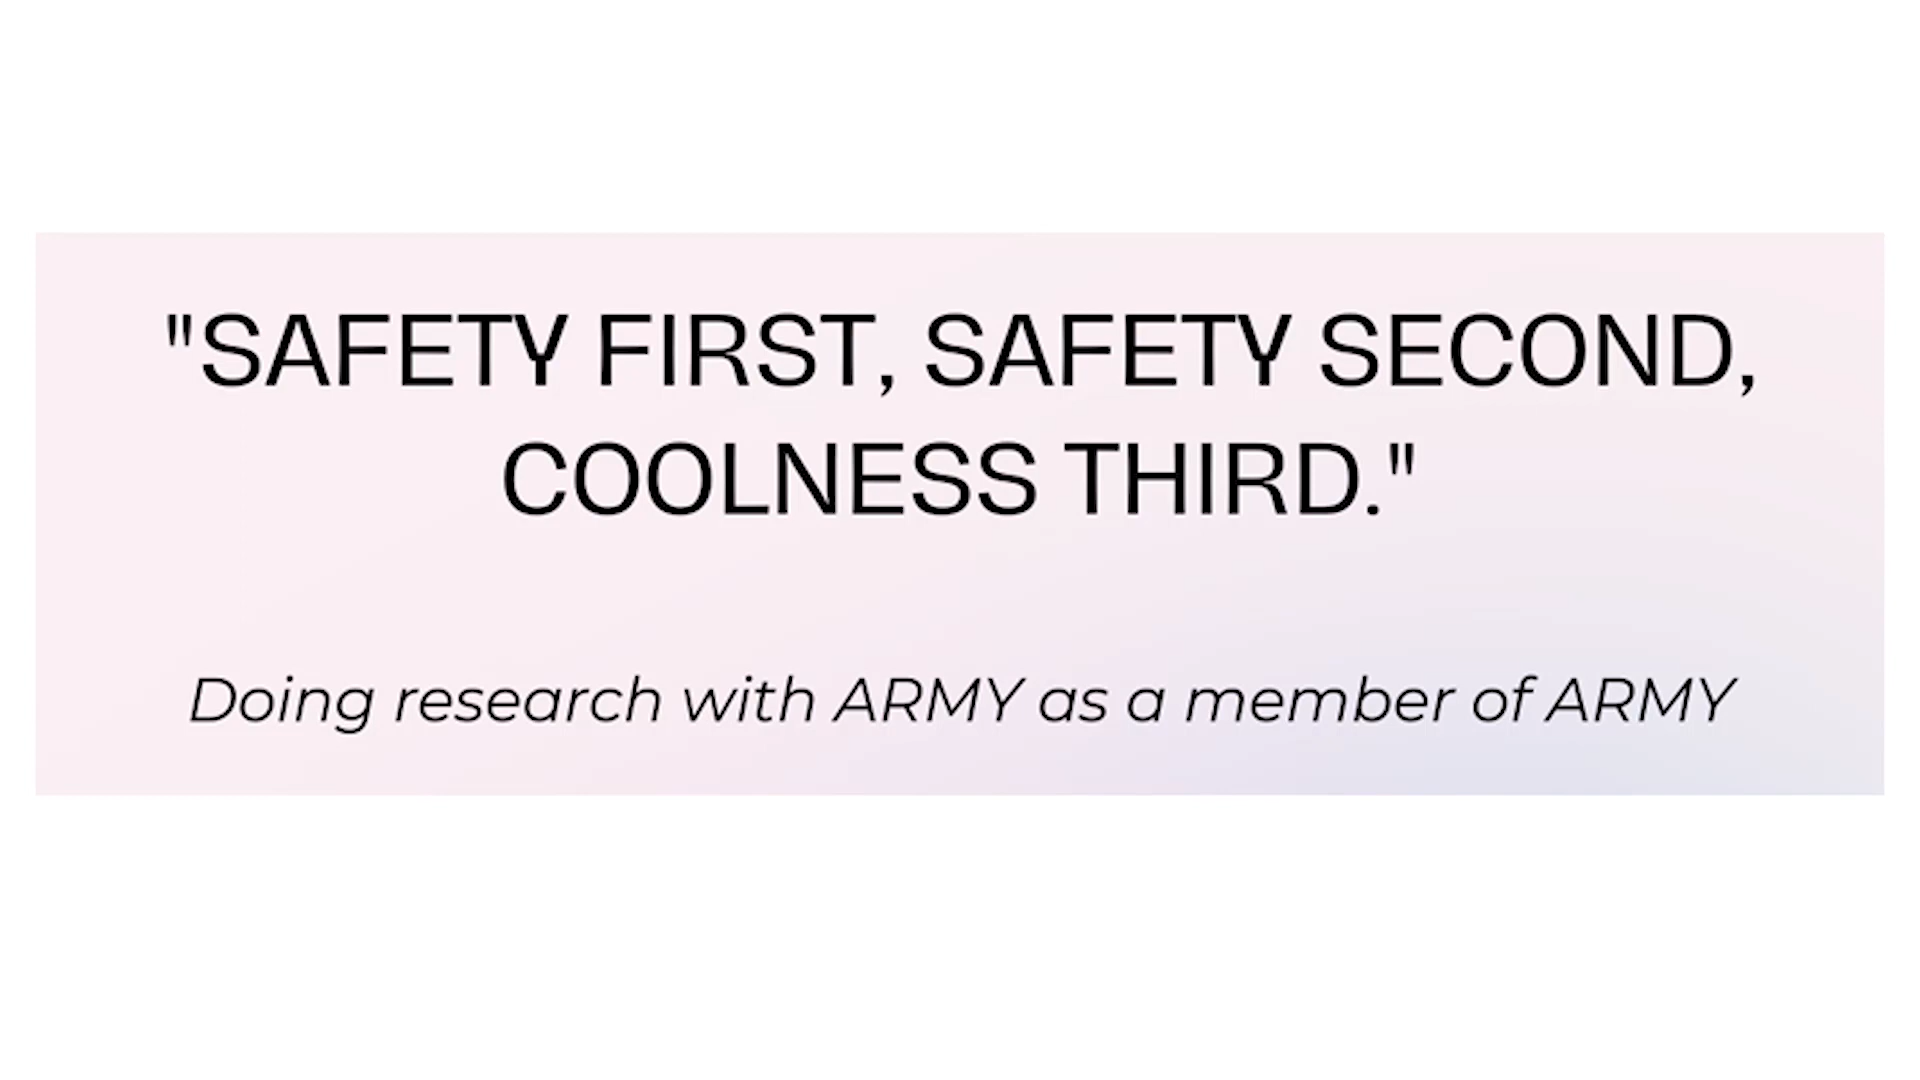 "SAFETY FIRST, SAFETY SECOND,
COOLNESS THIRD."
Doing research with ARMY as a member of ARMY